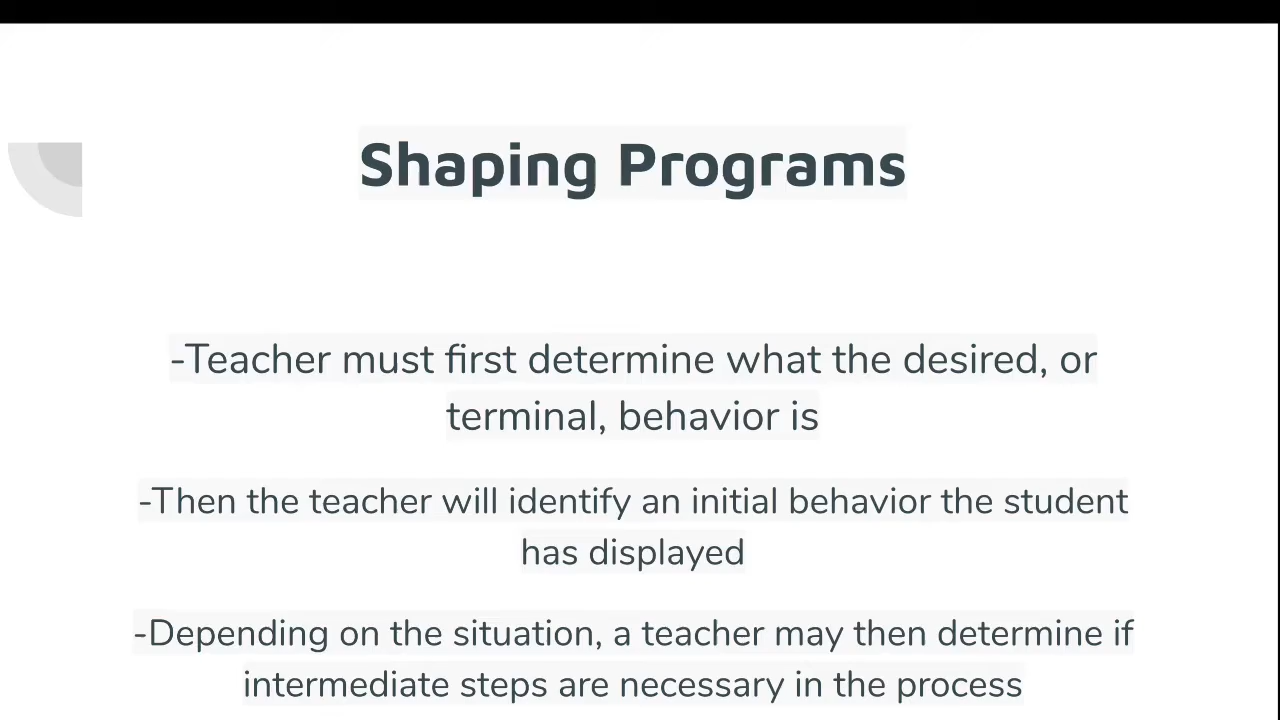 Shaping Programs
-Teacher must first determine what the desired, or
terminal, behavior is
-Then the teacher will identify an initial behavior the student
has displayed
-Depending on the situation, a teacher may then determine if
intermediate steps are necessary in the process